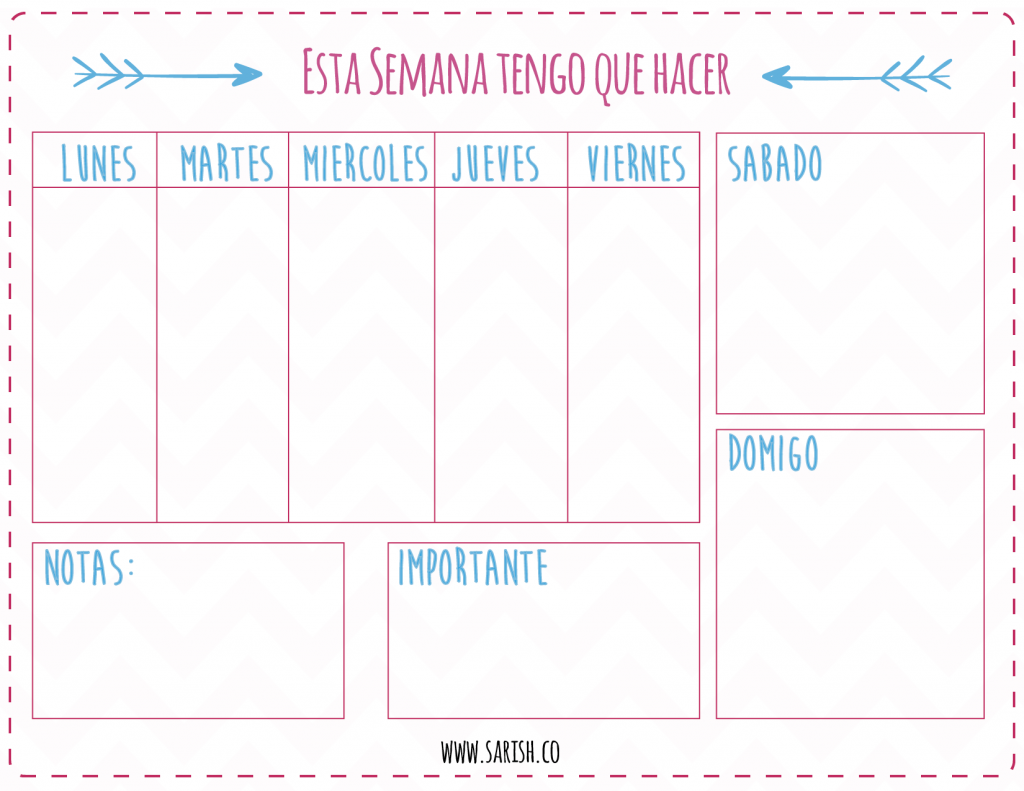 Esta Semana tengo que hacer
LUNES MARTES MIERCOLES JUEVES VIERNES SABADO
DOMIGO
NOTAS: IMPORTANTE
WWW.SARISH.CO